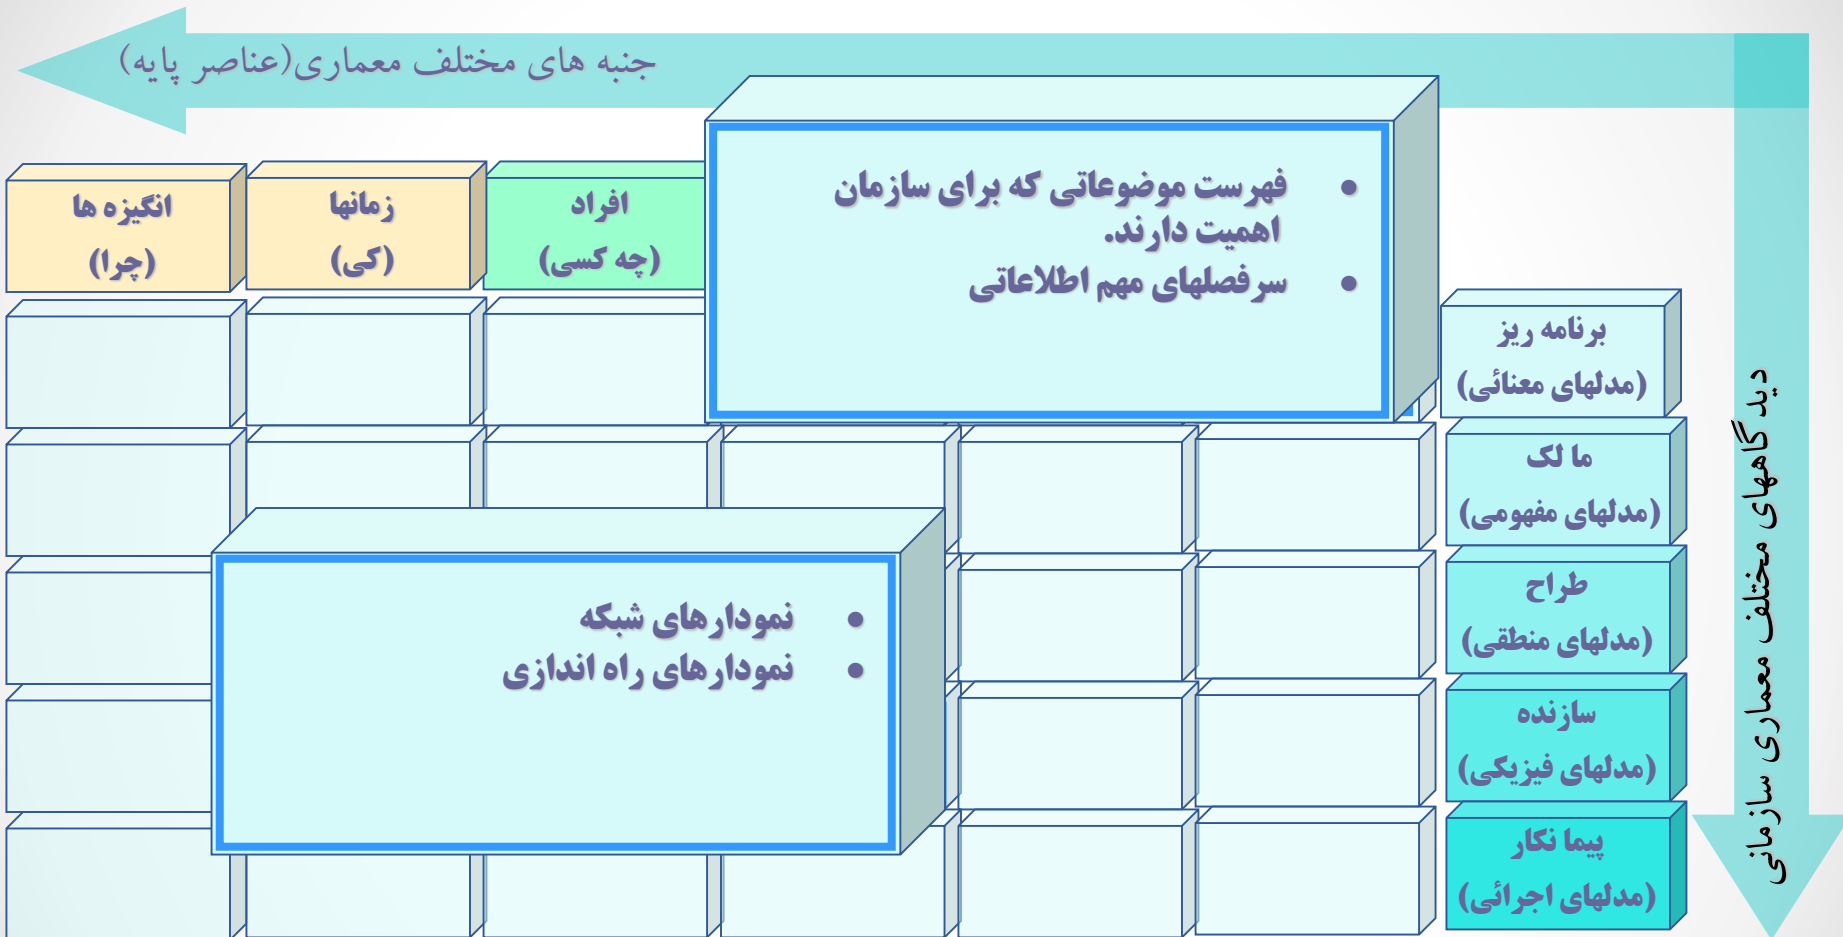 جنبه های مختلف معماری(عناصر پایه)
• فهرست موضوعاتی که برای سازمان
اهمیت دارند.
• سرفصلهای مهم اطلاعاتی
افراد
(چه کسی)
زمانها
(کی)
انگیزه ها
(چرا)
برنامه ریز
(مدلهای معنائی)
ما لک
(مدلهای مفهومی)
طراح
(مدلهای منطقی)
سازنده
(مدلهای فیزیکی)
پیما نکار
(مدلهای اجرائی)
• نمودارهای شبکه
• نمودارهای راه اندازی
دید گاههای مختلف معماری سازمانی